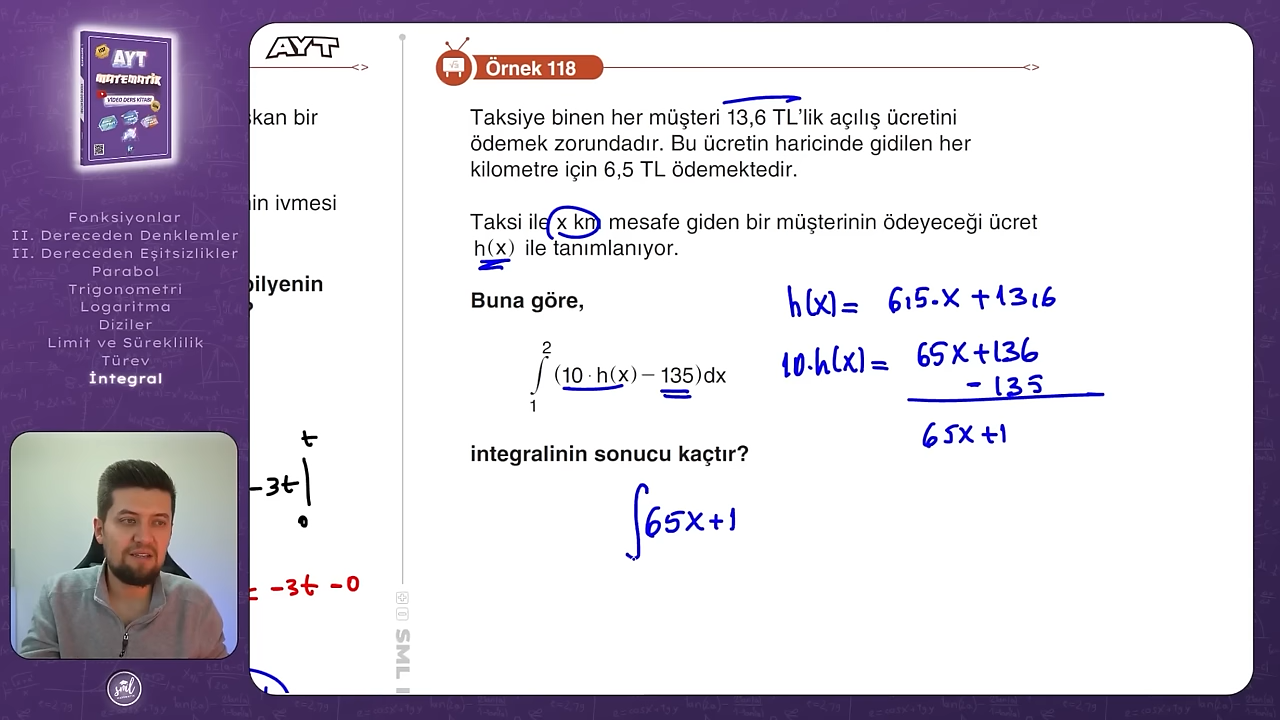 AYT
MATEMATİK
VİDEO DERS KİTABI
Fonksiyonlar
II. Dereceden Denklemler
II. Dereceden Eşitsizlikler
Parabol
Trigonometri
Logaritma
Diziler
Limit ve Süreklilik
Türev
İntegral
sml
AYT
<>
şkan bir
in ivmesi
bilyenin
?
-3t | t
0
= -3t - 0
SML
Örnek 118
<>
Taksiye binen her müşteri 13,6 TL'lik açılış ücretini
ödemek zorundadır. Bu ücretin haricinde gidilen her
kilometre için 6,5 TL ödemektedir.
Taksi ile x km mesafe giden bir müşterinin ödeyeceği ücret
h(x) ile tanımlanıyor.
Buna göre,
h(x) = 6,5.x + 13,6
2
∫ (10 · h(x) – 135)dx
1
10.h(x) = 65x + 136
- 135
65x + 1
integralinin sonucu kaçtır?
∫ 65x + 1